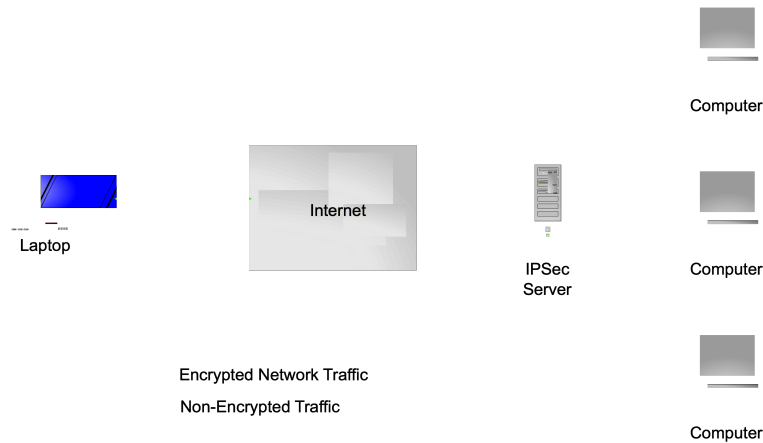 Computer
Laptop
Internet
IPSec
Server
Computer
Encrypted Network Traffic
Non-Encrypted Traffic
Computer